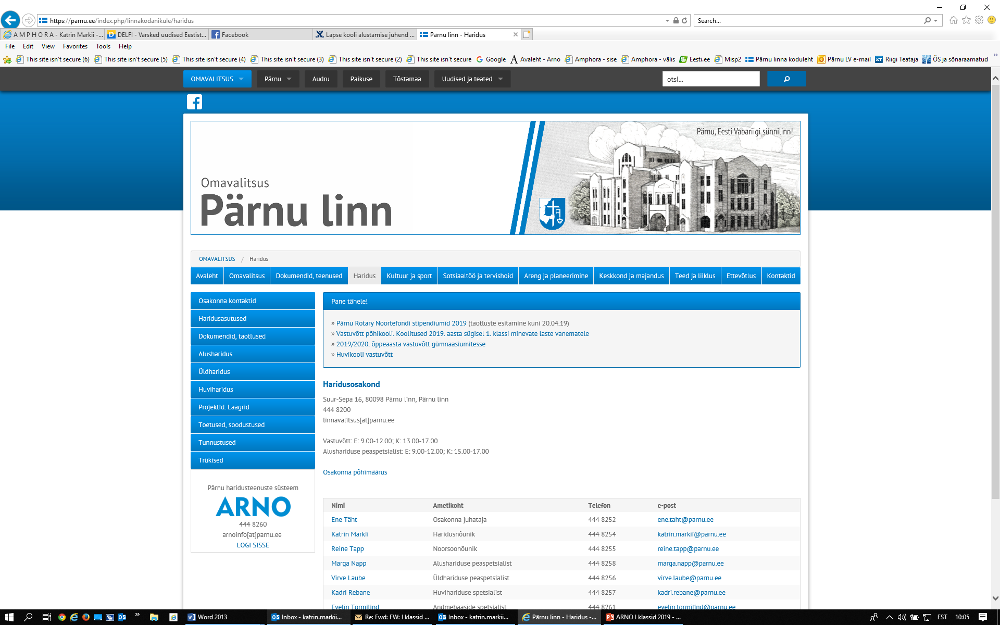 https://parnu.ee/index.php/linnakodanikule/haridus
Search...
A M P H O R A - Katrin Markii -...
DELFI - Värsked uudised Eestist...
Facebook
Lapse kooli alustamise juhend ...
Pärnu linn - Haridus
File Edit View Favorites Tools Help
This site isn't secure (6) This site isn't secure (5) This site isn't secure (4) This site isn't secure (3) This site isn't secure (2) This site isn't secure Google Avaleht - Arno Amphora - sise Amphora - välis Eesti.ee Misp2 Pärnu linna koduleht Pärnu LV e-mail Riigi Teataja ÕS ja sõnaraamatud
OMAVALITSUS Pärnu Audru Paikuse Tõstamaa Uudised ja teated otsi...
Pärnu, Eesti Vabariigi sünnilinn!
Omavalitsus
Pärnu linn
OMAVALITSUS / Haridus
Avaleht Omavalitsus Dokumendid, teenused Haridus Kultuur ja sport Sotsiaaltöö ja tervishoid Areng ja planeerimine Keskkond ja majandus Teed ja liiklus Ettevõtlus Kontaktid
Osakonna kontaktid
Haridusasutused
Dokumendid, taotlused
Alusharidus
Üldharidus
Huviharidus
Projektid. Laagrid
Toetused, soodustused
Tunnustused
Trükised
Pärnu haridusteenuste süsteem
ARNO
444 8260
arnoinfo[at]parnu.ee
LOGI SISSE
Pane tähele!
» Pärnu Rotary Noortefondi stipendiumid 2019 (taotluste esitamine kuni 20.04.19)
» Vastuvõtt põhikooli. Koolitused 2019. aasta sügisel 1. klassi minevate laste vanematele
» 2019/2020. õppeaasta vastuvõtt gümnaasiumitesse
» Huvikooli vastuvõtt
Haridusosakond
Suur-Sepa 16, 80098 Pärnu linn, Pärnu linn
444 8200
linnavalitsus[at]parnu.ee
Vastuvõtt: E: 9.00-12.00; K: 13.00-17.00
Alushariduse peaspetsialist: E: 9.00-12.00; K: 15.00-17.00
Osakonna põhimäärus
Nimi Ametikoht Telefon e-post
Ene Täht Osakonna juhataja 444 8252 ene.taht@parnu.ee
Katrin Markii Haridusnõunik 444 8254 katrin.markii@parnu.ee
Reine Tapp Noorsoonõunik 444 8255 reine.tapp@parnu.ee
Marga Napp Alushariduse peaspetsialist 444 8258 marga.napp@parnu.ee
Virve Laube Üldhariduse peaspetsialist 444 8256 virve.laube@parnu.ee
Kadri Rebane Huvihariduse spetsialist 444 8257 kadri.rebane@parnu.ee
Evelin Tormilind Andmebaaside spetsialist 444 8261 evelin.tormilind@parnu.ee
Word 2013 Inbox - katrin.markii... Re: Fwd: FW: I klassid ... Inbox - katrin.markii... Pärnu linn - Haridus -... ARNO I klassid 2019 - ... EST 10:05